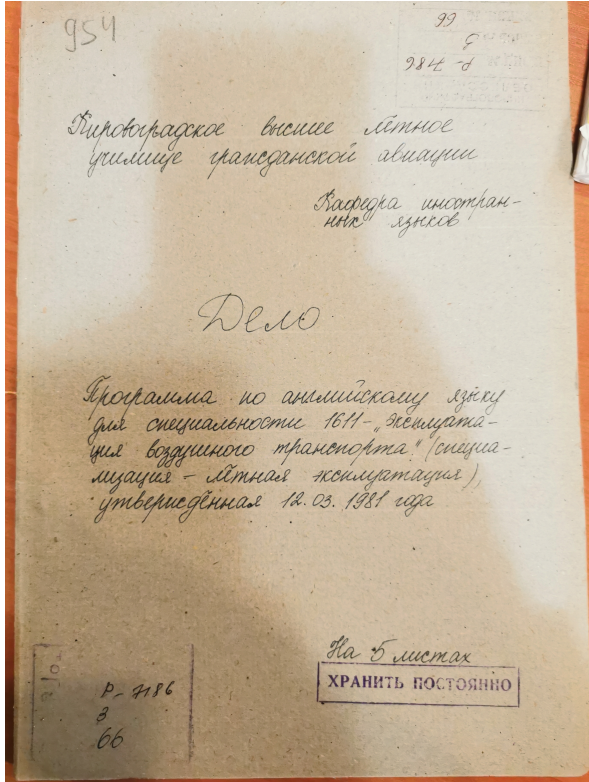 954
66
Р-7186
Кировоградское высшее лётное
училище гражданской авиации
Кафедра иностран-
ных языков
Дело
Программа по английскому языку
для специальности 1611-„Эксплуата-
ция воздушного транспорта" (специа-
лизация - лётная эксплуатация),
утверждённая 12.03.1981 года
На 5 листах
ХРАНИТЬ ПОСТОЯННО
Р-7186
3
66